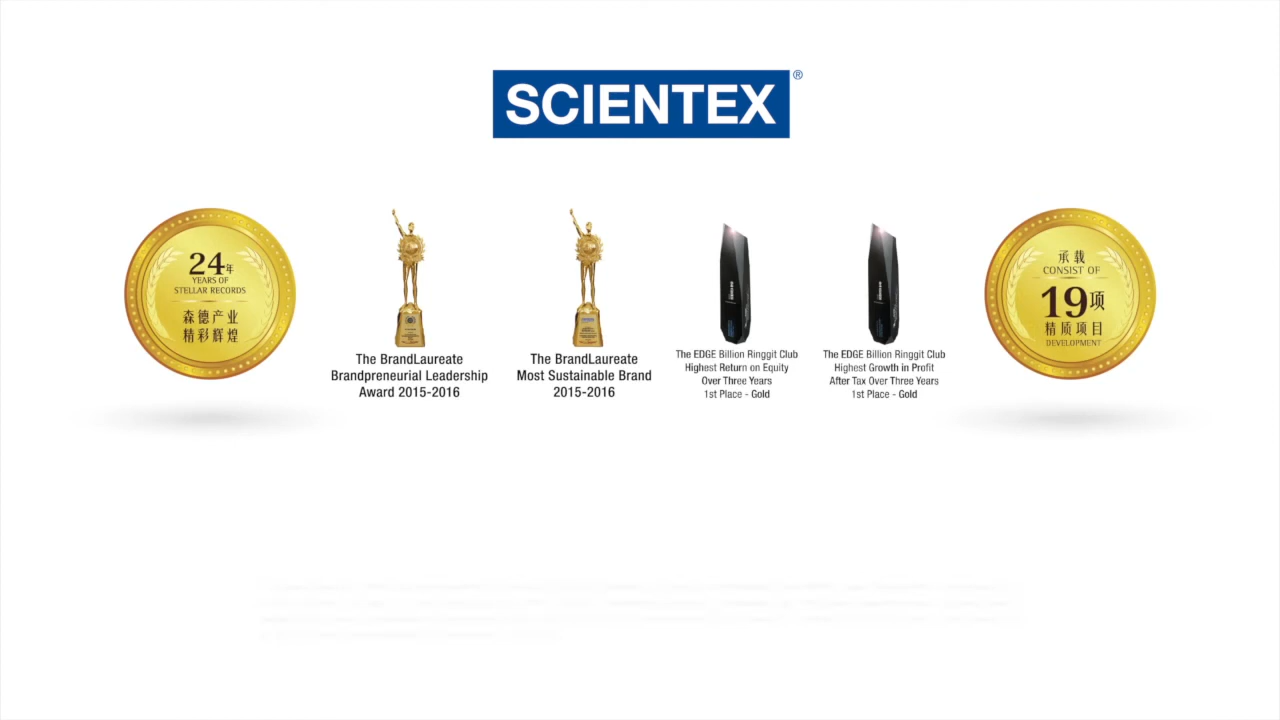 SCIENTEX®
24年
YEARS OF
STELLAR RECORDS
森德产业
精彩辉煌
The BrandLaureate
Brandpreneurial Leadership
Award 2015-2016
The BrandLaureate
Most Sustainable Brand
2015-2016
The EDGE Billion Ringgit Club
Highest Return on Equity
Over Three Years
1st Place - Gold
The EDGE Billion Ringgit Club
Highest Growth in Profit
After Tax Over Three Years
1st Place - Gold
承载
CONSIST OF
19项
精质项目
DEVELOPMENT